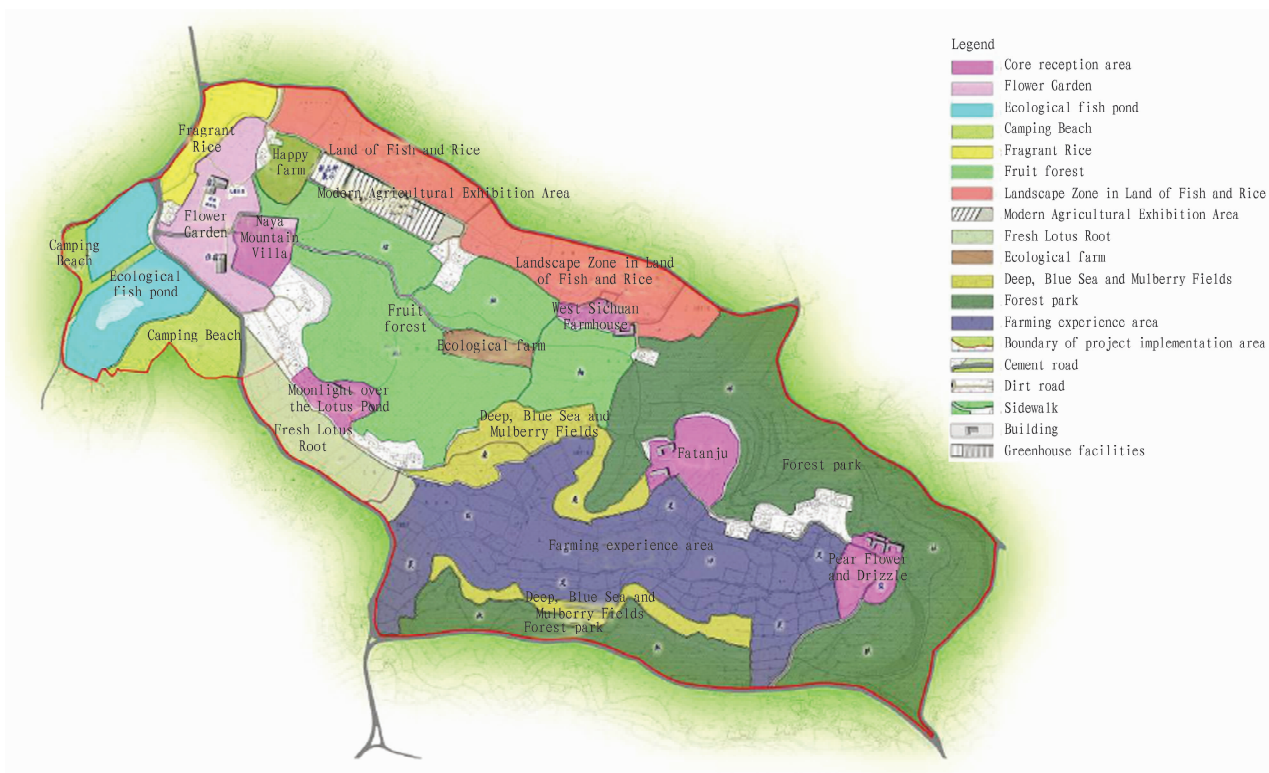 Legend
Core reception area
Flower Garden
Ecological fish pond
Camping Beach
Fragrant Rice
Fruit forest
Landscape Zone in Land of Fish and Rice
Modern Agricultural Exhibition Area
Fresh Lotus Root
Ecological farm
Deep, Blue Sea and Mulberry Fields
Forest park
Farming experience area
Boundary of project implementation area
Cement road
Dirt road
Sidewalk
Building
Greenhouse facilities
Fragrant
Rice
Happy
farm
Land of Fish and Rice
Modern Agricultural Exhibition Area
Flower
Garden
Naya
Mountain
Villa
Camping
Beach
Ecological
fish pond
Camping Beach
Landscape Zone in Land
of Fish and Rice
West Sichuan
Farmhouse
Fruit
forest
Ecological farm
Moonlight over
the Lotus Pond
Fresh Lotus
Root
Deep, Blue Sea and
Mulberry Fields
Fatanju
Forest park
Farming experience area
Pear Flower
and Drizzle
Deep, Blue Sea and
Mulberry Fields
Forest park